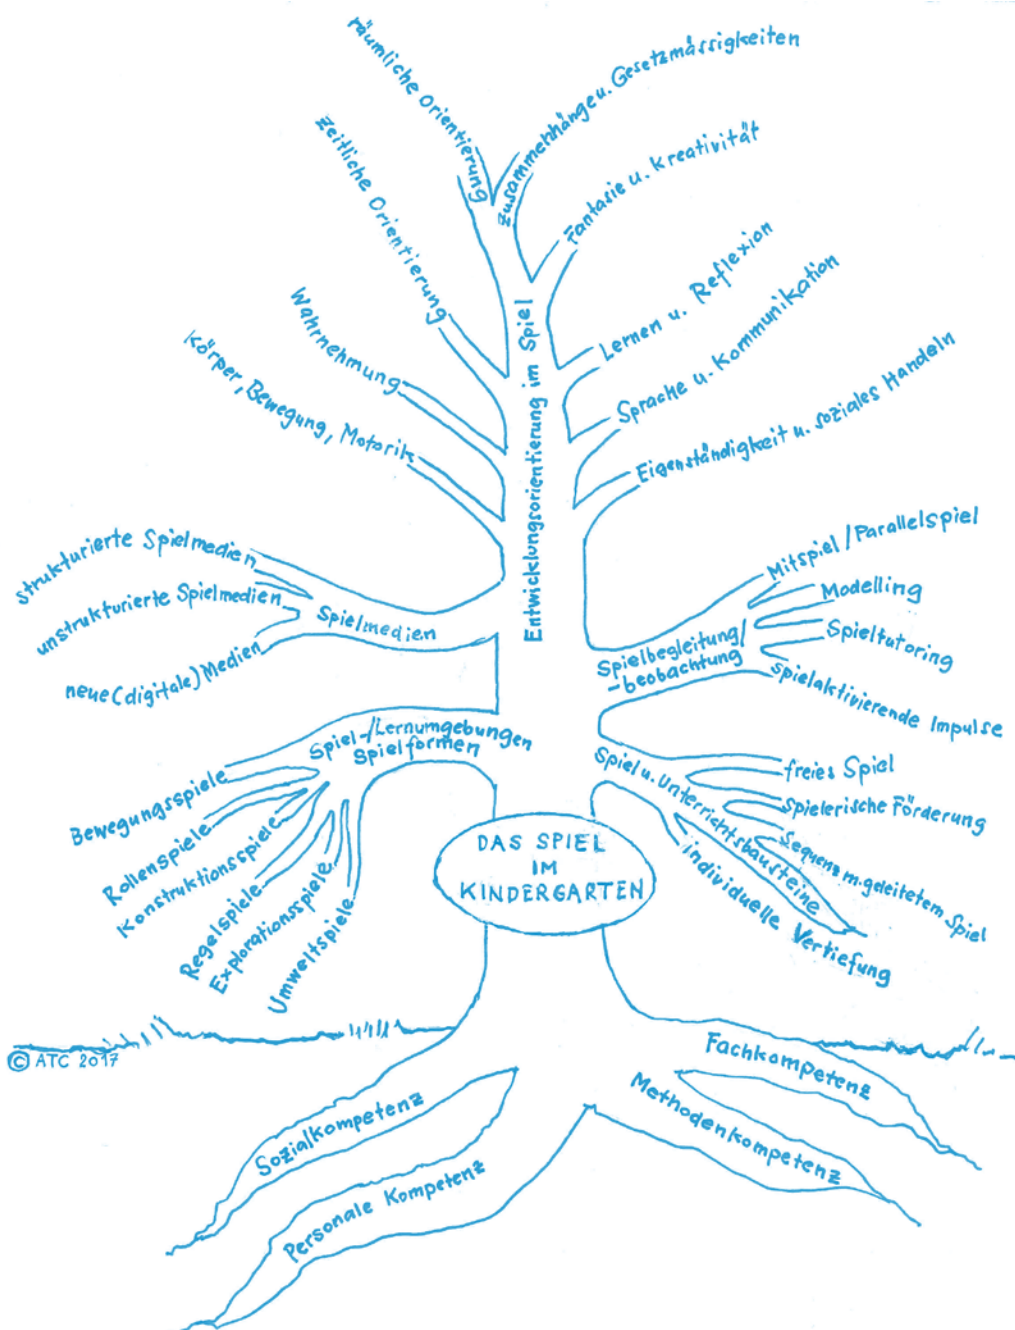 räumliche Orientierung
Zusammenhänge u. Gesetzmässigkeiten
zeitliche Orientierung
Fantasie u. Kreativität
Wahrnehmung
Lernen u. Reflexion
Körper, Bewegung, Motorik
Sprache u. Kommunikation
Eigenständigkeit u. soziales Handeln
Entwicklungsorientierung im Spiel
strukturierte Spielmedien
unstrukturierte Spielmedien
neue (digitale) Medien
Spielmedien
Mitspiel / Parallelspiel
Modelling
Spieltutoring
spielaktivierende Impulse
Spielbegleitung/
-beobachtung
Spiel-/Lernumgebungen
Spielformen
Bewegungsspiele
Rollenspiele
Konstruktionsspiele
Regelspiele
Explorationsspiele
Umweltspiele
Spiel u. Unterrichtsbausteine
freies Spiel
Spielerische Förderung
Sequenz m. geleitetem Spiel
individuelle Vertiefung
DAS SPIEL
IM
KINDERGARTEN
© ATC 2017
Sozialkompetenz
Personale Kompetenz
Fachkompetenz
Methodenkompetenz